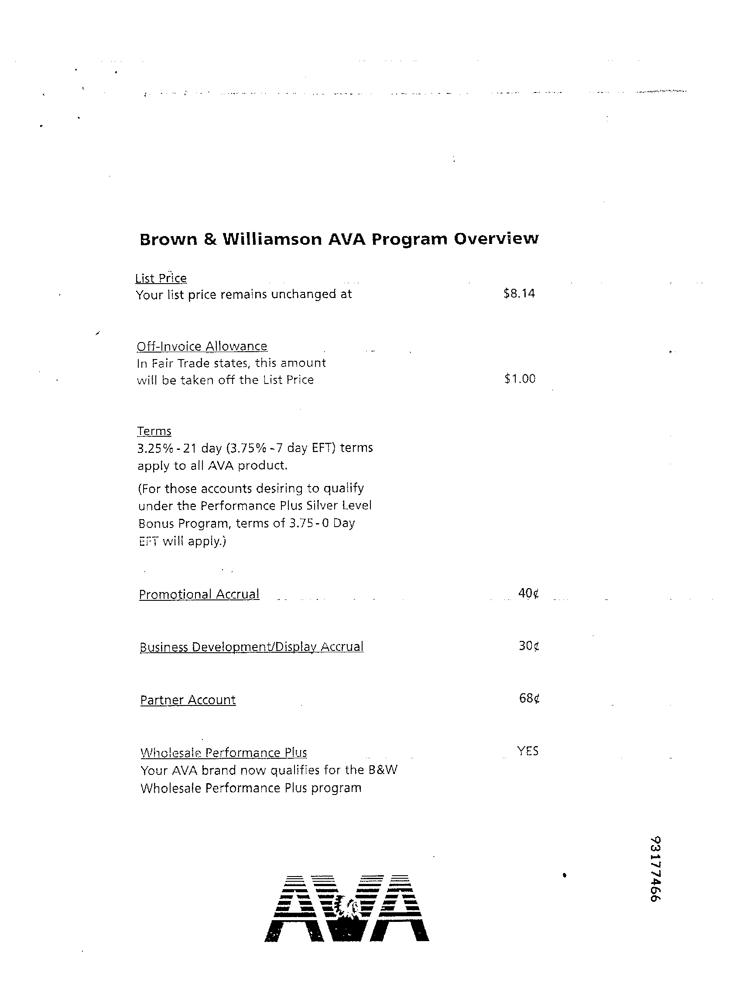 Brown & Williamson AVA Program Overview
List Price
Your list price remains unchanged at $8.14
Off-Invoice Allowance
In Fair Trade states, this amount
will be taken off the List Price $1.00
Terms
3.25% - 21 day (3.75% - 7 day EFT) terms
apply to all AVA product.
(For those accounts desiring to qualify
under the Performance Plus Silver Level
Bonus Program, terms of 3.75 - 0 Day
EFT will apply.)
Promotional Accrual 40¢
Business Development/Display Accrual 30¢
Partner Account 68¢
Wholesale Performance Plus YES
Your AVA brand now qualifies for the B&W
Wholesale Performance Plus program
93177466
AVA